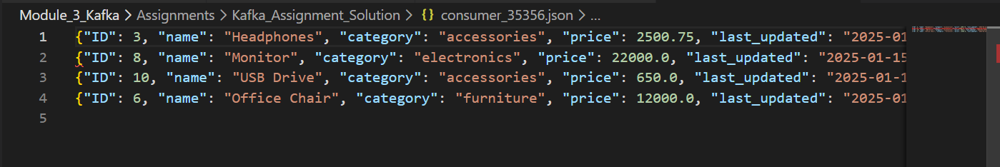 Module_3_Kafka > Assignments > Kafka_Assignment_Solution > {} consumer_35356.json > ...
1 {"ID": 3, "name": "Headphones", "category": "accessories", "price": 2500.75, "last_updated": "2025-01
2 {"ID": 8, "name": "Monitor", "category": "electronics", "price": 22000.0, "last_updated": "2025-01-15
3 {"ID": 10, "name": "USB Drive", "category": "accessories", "price": 650.0, "last_updated": "2025-01-1
4 {"ID": 6, "name": "Office Chair", "category": "furniture", "price": 12000.0, "last_updated": "2025-01
5